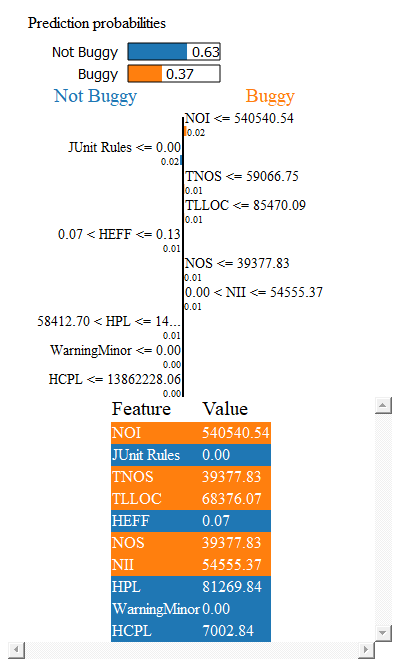 Prediction probabilities
Not Buggy 0.63
Buggy 0.37
Not Buggy Buggy
NOI <= 540540.54
0.02
JUnit Rules <= 0.00
0.02
TNOS <= 59066.75
0.01
TLLOC <= 85470.09
0.01
0.07 < HEFF <= 0.13
0.01
NOS <= 39377.83
0.01
0.00 < NII <= 54555.37
0.01
58412.70 < HPL <= 14...
0.01
WarningMinor <= 0.00
0.00
HCPL <= 13862228.06
0.00
Feature Value
NOI 540540.54
JUnit Rules 0.00
TNOS 39377.83
TLLOC 68376.07
HEFF 0.07
NOS 39377.83
NII 54555.37
HPL 81269.84
WarningMinor 0.00
HCPL 7002.84